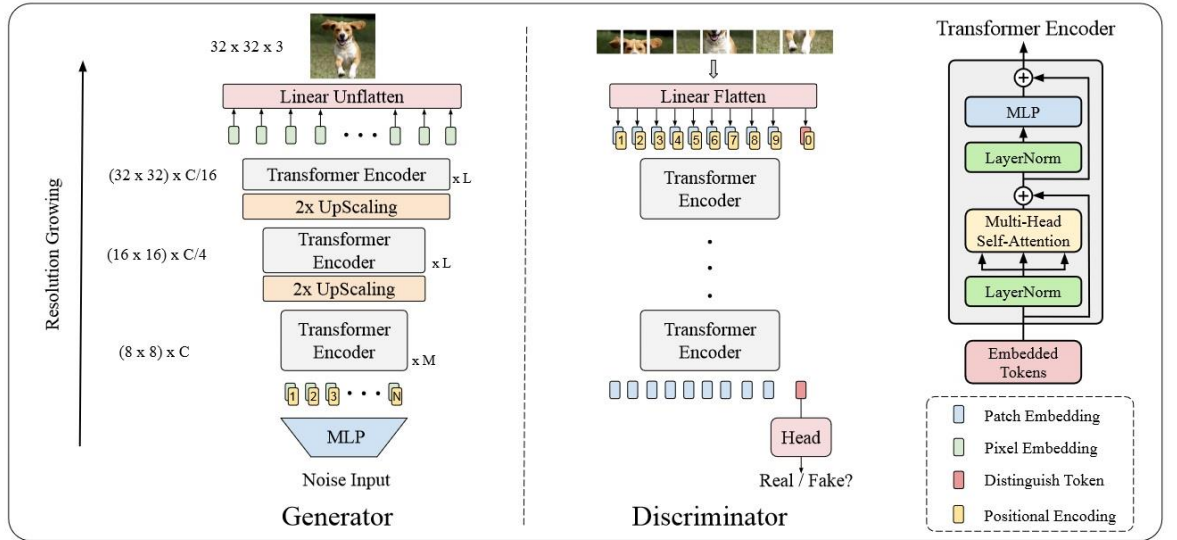 Resolution Growing
32 x 32 x 3
Linear Unflatten
(32 x 32) x C/16
Transformer Encoder
x L
2x UpScaling
(16 x 16) x C/4
Transformer
Encoder
x L
2x UpScaling
(8 x 8) x C
Transformer
Encoder
x M
1 2 3 N
MLP
Noise Input
Generator
Linear Flatten
1 2 3 4 5 6 7 8 9 0
Transformer
Encoder
Transformer
Encoder
Head
Real / Fake?
Discriminator
Transformer Encoder
MLP
LayerNorm
Multi-Head
Self-Attention
LayerNorm
Embedded
Tokens
Patch Embedding
Pixel Embedding
Distinguish Token
Positional Encoding